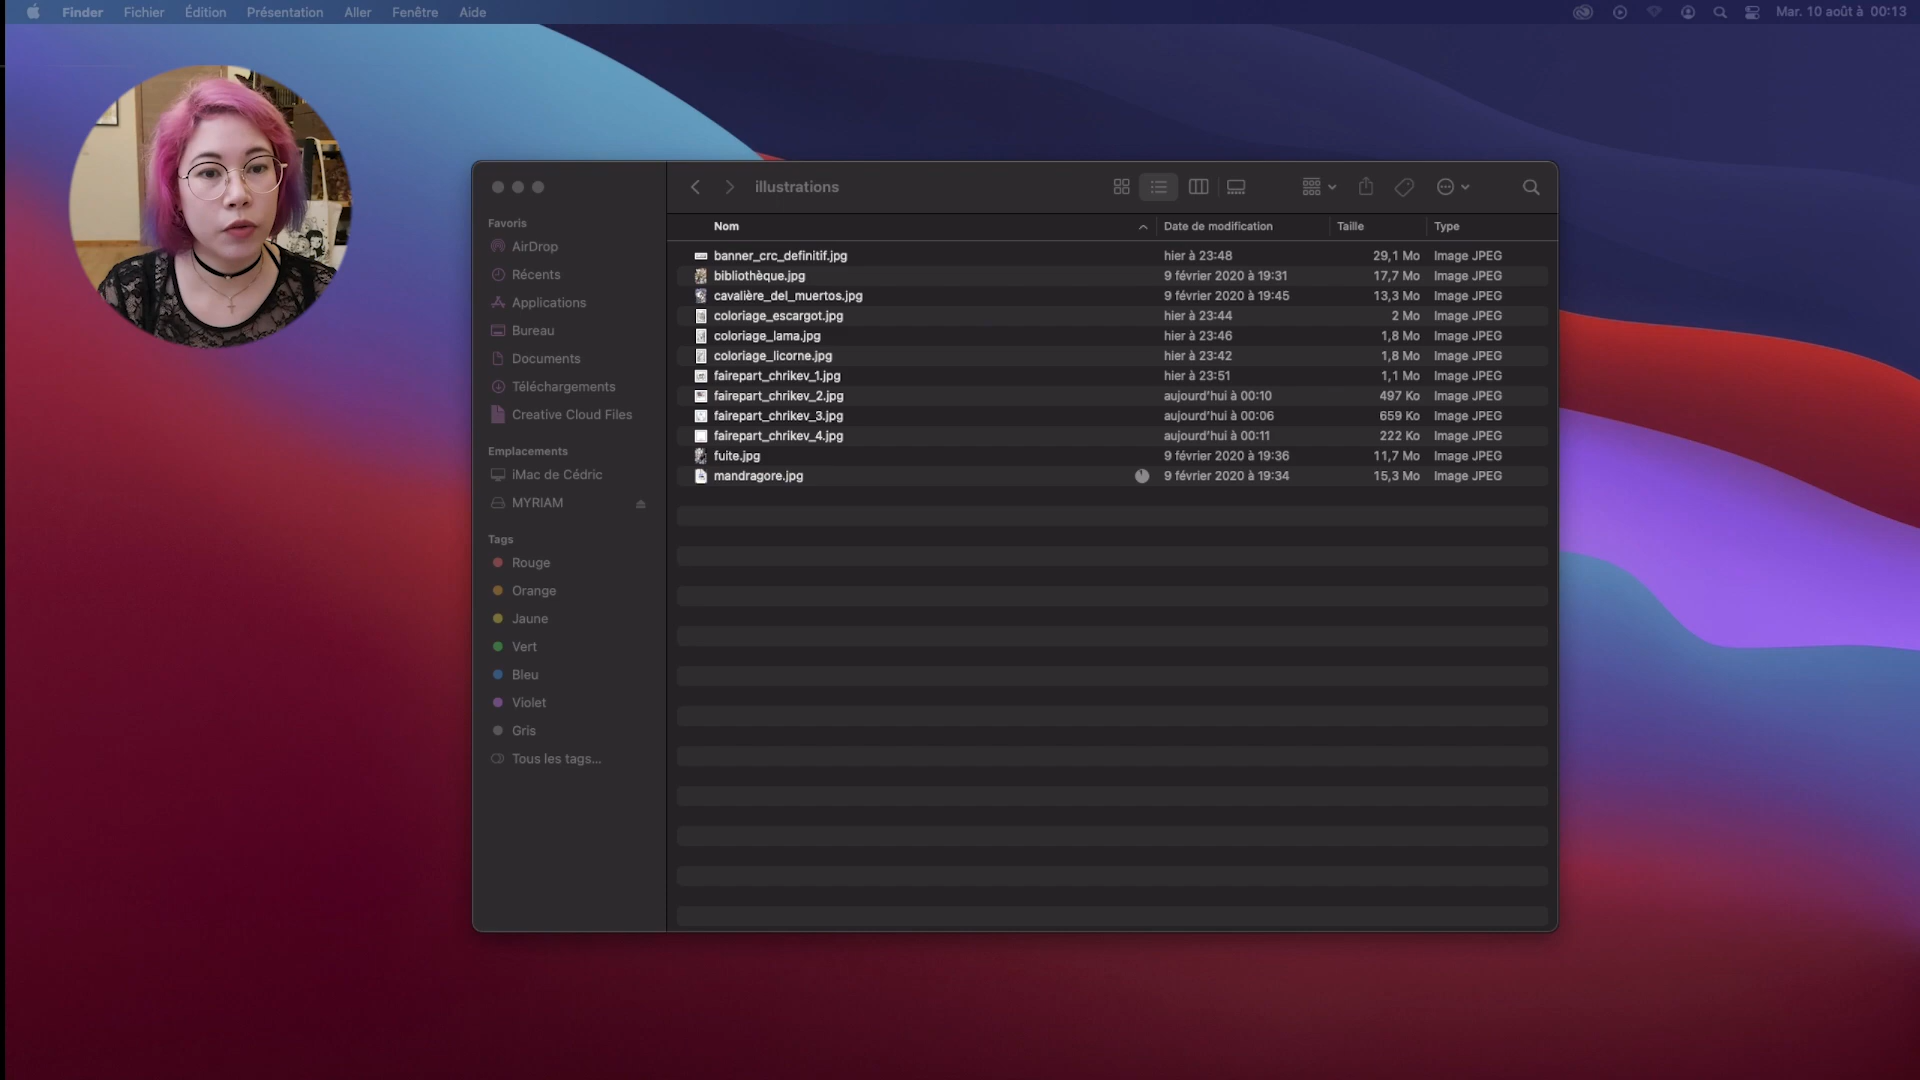 Finder Fichier Édition Présentation Aller Fenêtre Aide Mar. 10 août à 00:13
illustrations
Favoris
AirDrop
Récents
Applications
Bureau
Documents
Téléchargements
Creative Cloud Files
Emplacements
iMac de Cédric
MYRIAM
Tags
Rouge
Orange
Jaune
Vert
Bleu
Violet
Gris
Tous les tags...
Nom Date de modification Taille Type
banner_crc_definitif.jpg hier à 23:48 29,1 Mo Image JPEG
bibliothèque.jpg 9 février 2020 à 19:31 17,7 Mo Image JPEG
cavalière_del_muertos.jpg 9 février 2020 à 19:45 13,3 Mo Image JPEG
coloriage_escargot.jpg hier à 23:44 2 Mo Image JPEG
coloriage_lama.jpg hier à 23:46 1,8 Mo Image JPEG
coloriage_licorne.jpg hier à 23:42 1,8 Mo Image JPEG
fairepart_chrikev_1.jpg hier à 23:51 1,1 Mo Image JPEG
fairepart_chrikev_2.jpg aujourd'hui à 00:10 497 Ko Image JPEG
fairepart_chrikev_3.jpg aujourd'hui à 00:06 659 Ko Image JPEG
fairepart_chrikev_4.jpg aujourd'hui à 00:11 222 Ko Image JPEG
fuite.jpg 9 février 2020 à 19:36 11,7 Mo Image JPEG
mandragore.jpg 9 février 2020 à 19:34 15,3 Mo Image JPEG